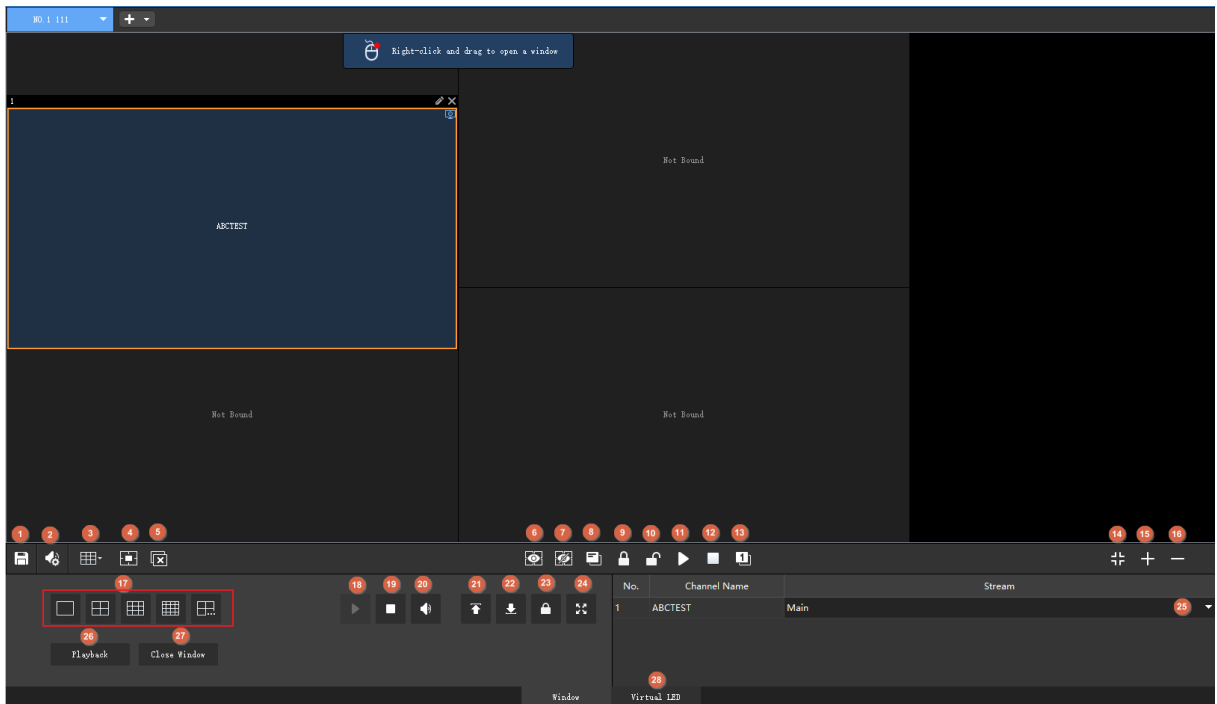 NO.1 111
Right-click and drag to open a window
1
Not Bound
ABCTEST
Not Bound
Not Bound
1 2 3 4 5 6 7 8 9 10 11 12 13 14 15 16
1
17 18 19 20 21 22 23 24
No. Channel Name Stream
1 ABCTEST Main 25
26 27
Playback Close Window
28
Window Virtual LED